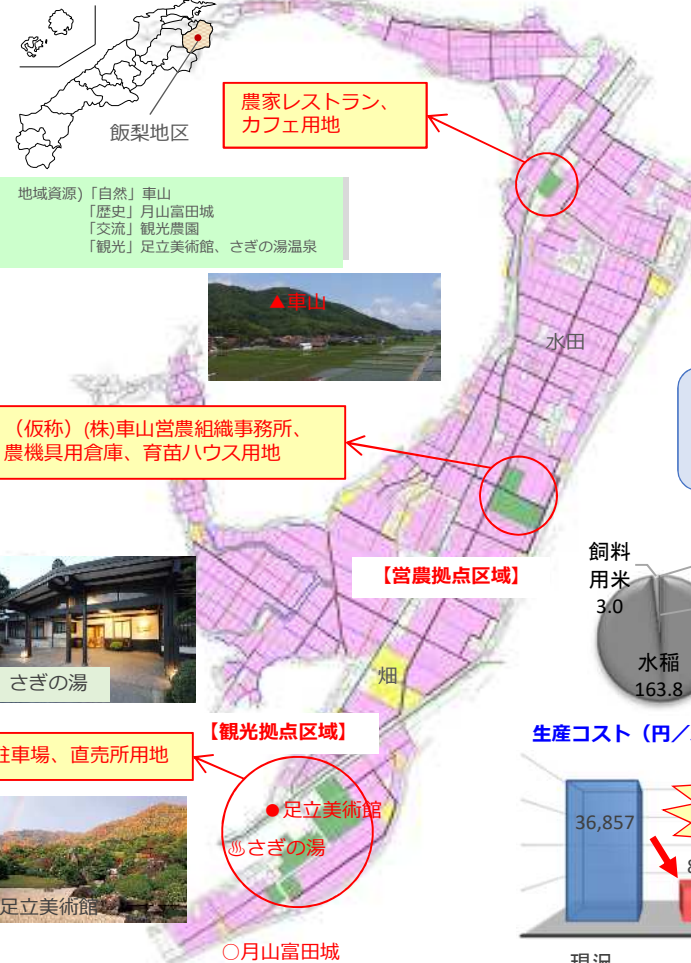 飯梨地区
農家レストラン、
カフェ用地
地域資源)「自然」車山
「歴史」月山富田城
「交流」観光農園
「観光」足立美術館、さぎの湯温泉
▲車山
水田
（仮称）(株)車山営農組織事務所、
農機具用倉庫、育苗ハウス用地
【営農拠点区域】
飼料
用米
3.0
水稲
163.8
さぎの湯
畑
【観光拠点区域】
車場、直売所用地
生産コスト（円／
●足立美術館
♨さぎの湯
36,857
足立美術館
○月山富田城
現況